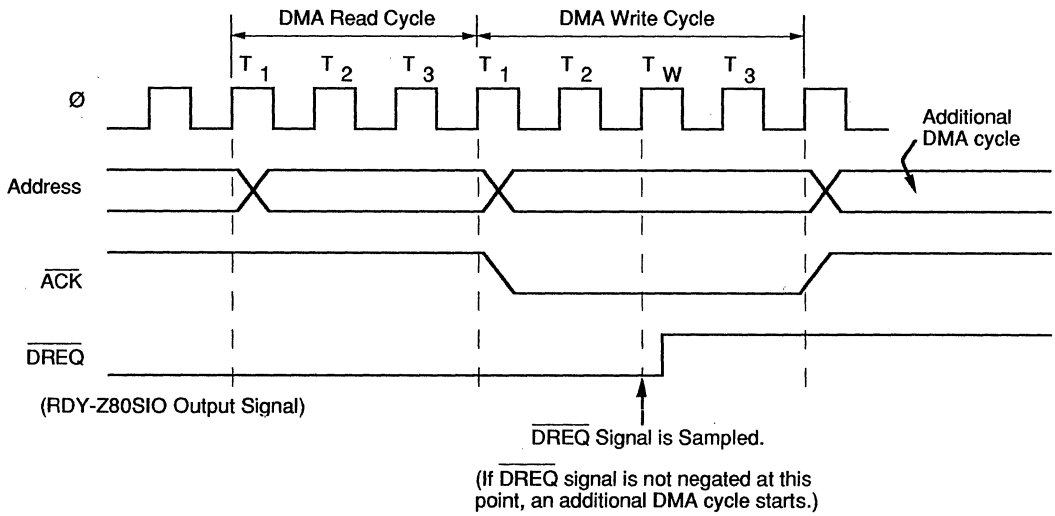 DMA Read Cycle DMA Write Cycle
T1 T2 T3 T1 T2 TW T3
Ø
Additional
DMA cycle
Address
ACK
DREQ
(RDY-Z80SIO Output Signal)
DREQ Signal is Sampled.
(If DREQ signal is not negated at this
point, an additional DMA cycle starts.)